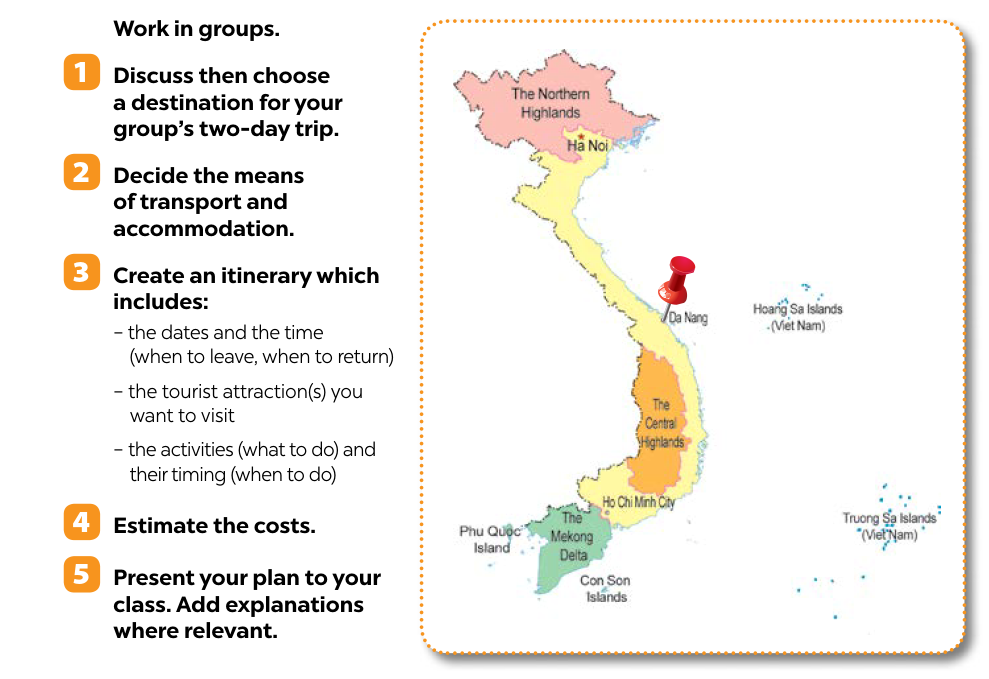 Work in groups.
1 Discuss then choose
a destination for your
group's two-day trip.
2 Decide the means
of transport and
accommodation.
3 Create an itinerary which
includes:
– the dates and the time
(when to leave, when to return)
– the tourist attraction(s) you
want to visit
– the activities (what to do) and
their timing (when to do)
4 Estimate the costs.
5 Present your plan to your
class. Add explanations
where relevant.
The Northern
Highlands
Ha Noi
Da Nang
Hoang Sa Islands
(Viet Nam)
The
Central
Highlands
Ho Chi Minh City
The
Mekong
Delta
Phu Quoc
Island
Con Son
Islands
Truong Sa Islands
(Viet Nam)